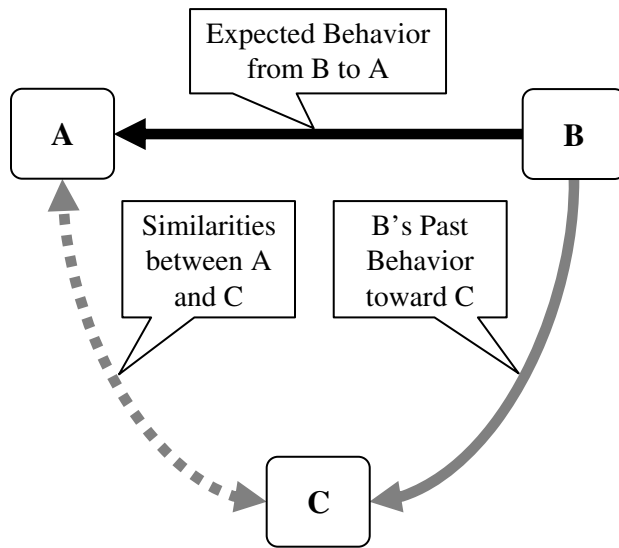 Expected Behavior
from B to A
A
B
Similarities
between A
and C
B's Past
Behavior
toward C
C